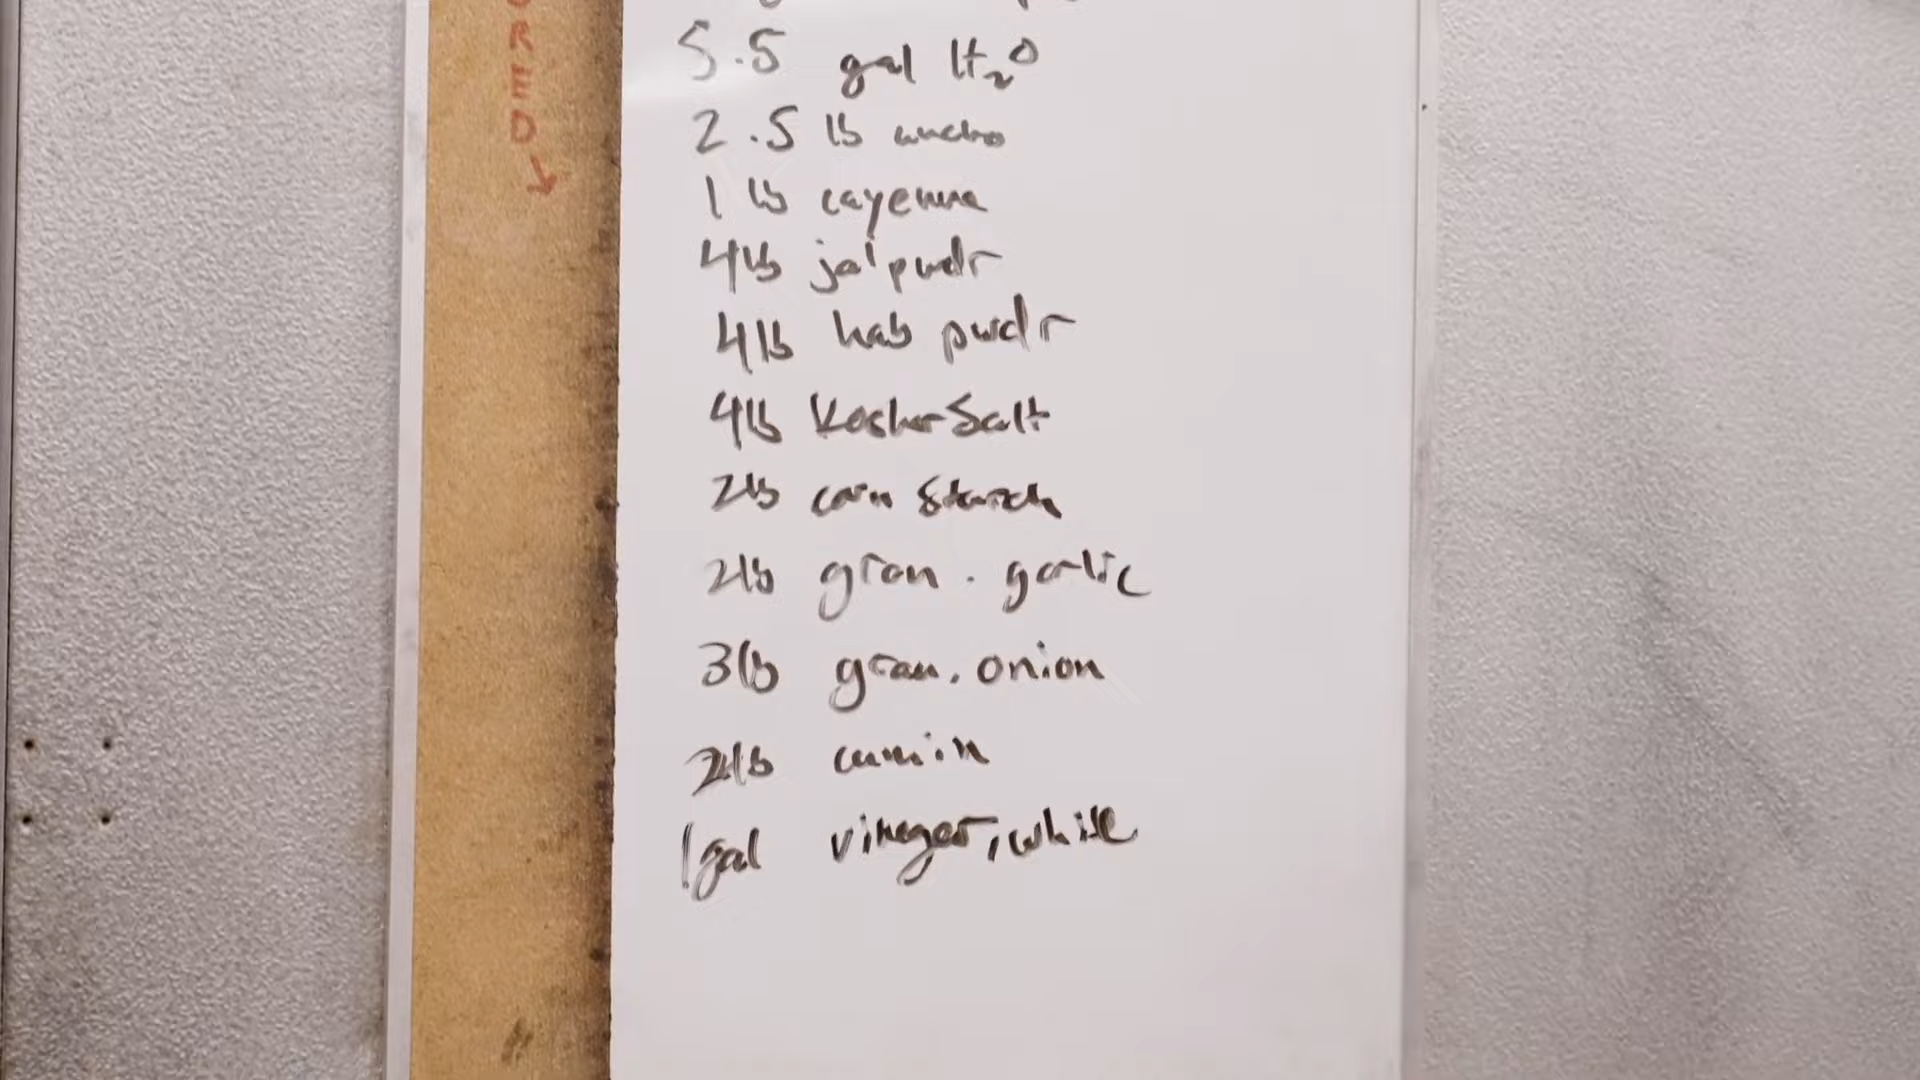 R
E
D
5.5 gal H₂O
2.5 lb ancho
1 lb cayenne
4lb jal pwdr
4lb hab pwdr
4lb Kosher Salt
2lb corn starch
2lb gran. garlic
3lb gran. onion
2lb cumin
1gal vinegar, white